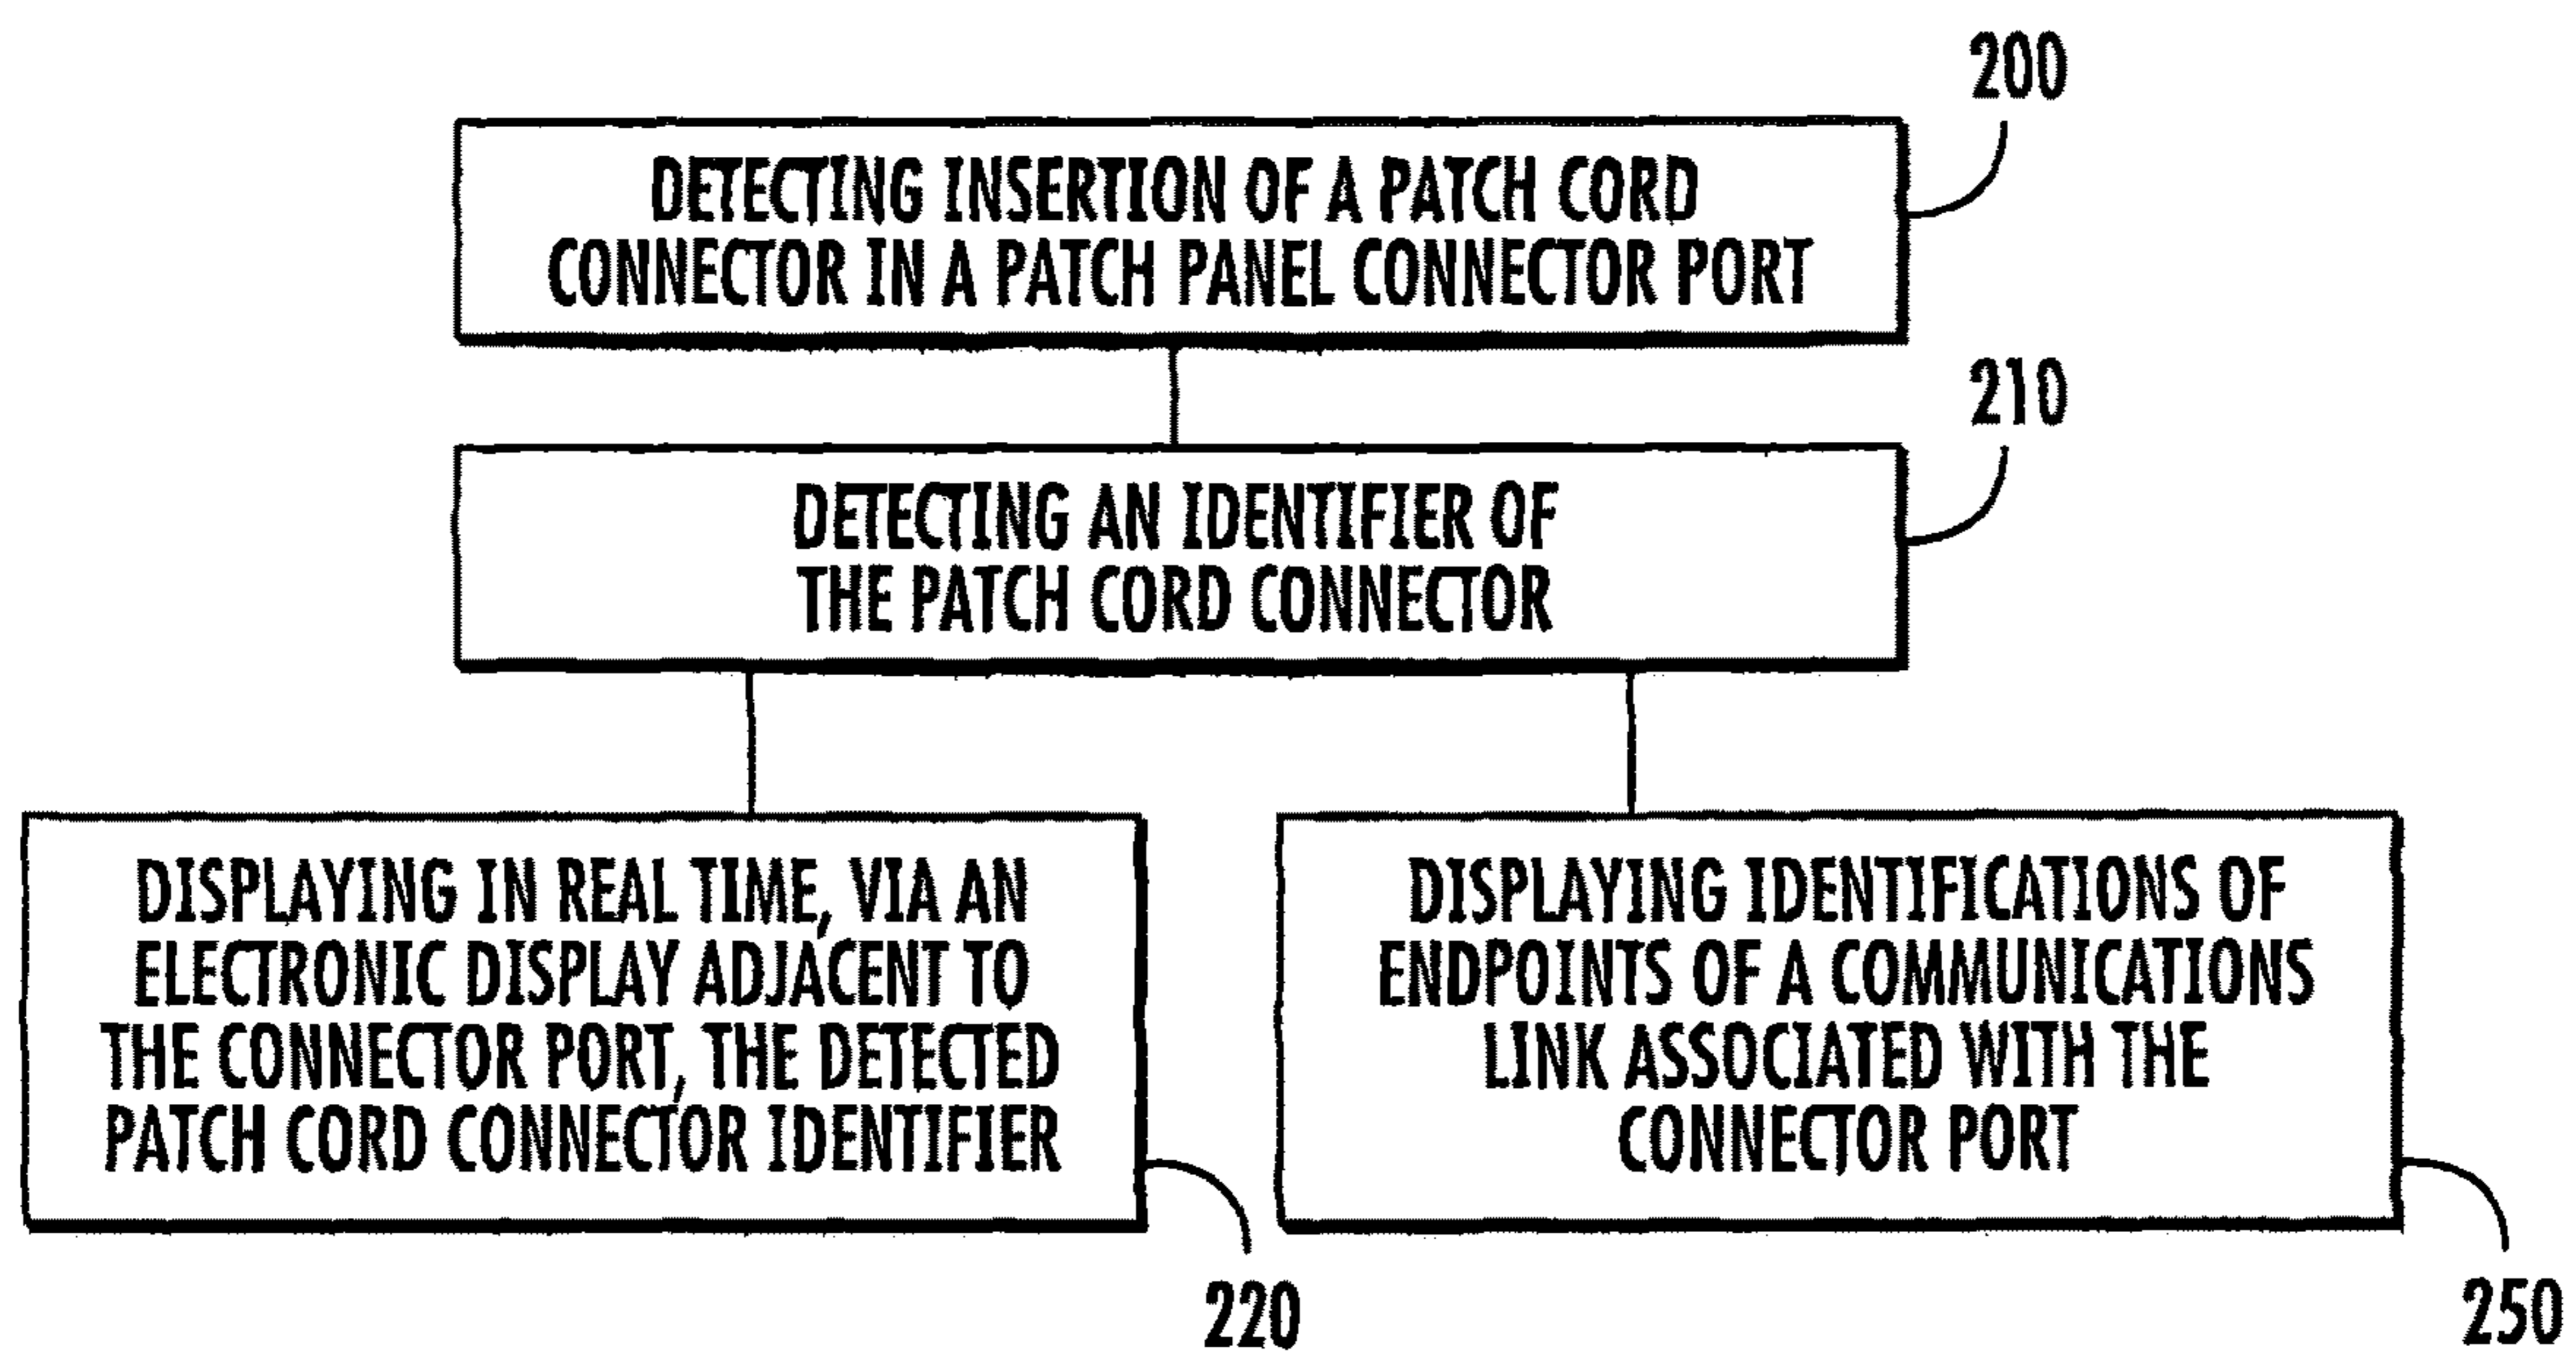 200
DETECTING INSERTION OF A PATCH CORD
CONNECTOR IN A PATCH PANEL CONNECTOR PORT
210
DETECTING AN IDENTIFIER OF
THE PATCH CORD CONNECTOR
DISPLAYING IN REAL TIME, VIA AN
ELECTRONIC DISPLAY ADJACENT TO
THE CONNECTOR PORT, THE DETECTED
PATCH CORD CONNECTOR IDENTIFIER
220
DISPLAYING IDENTIFICATIONS OF
ENDPOINTS OF A COMMUNICATIONS
LINK ASSOCIATED WITH THE
CONNECTOR PORT
250